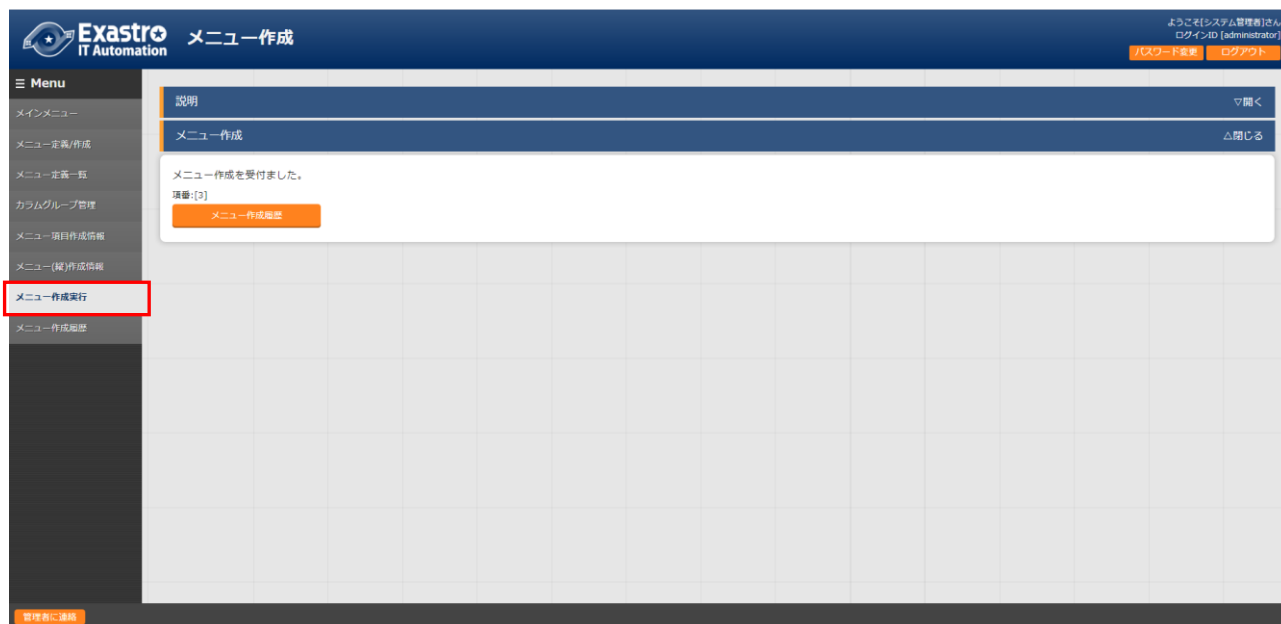 Exastro
IT Automation
メニュー作成
ようこそ[システム管理者]さん
ログインID [administrator]
パスワード変更
ログアウト
Menu
メインメニュー
メニュー定義/作成
メニュー定義一覧
カラムグループ管理
メニュー項目作成情報
メニュー(縦)作成情報
メニュー作成実行
メニュー作成履歴
説明
▽開く
メニュー作成
△閉じる
メニュー作成を受付ました。
項番:[3]
メニュー作成履歴
管理者に連絡